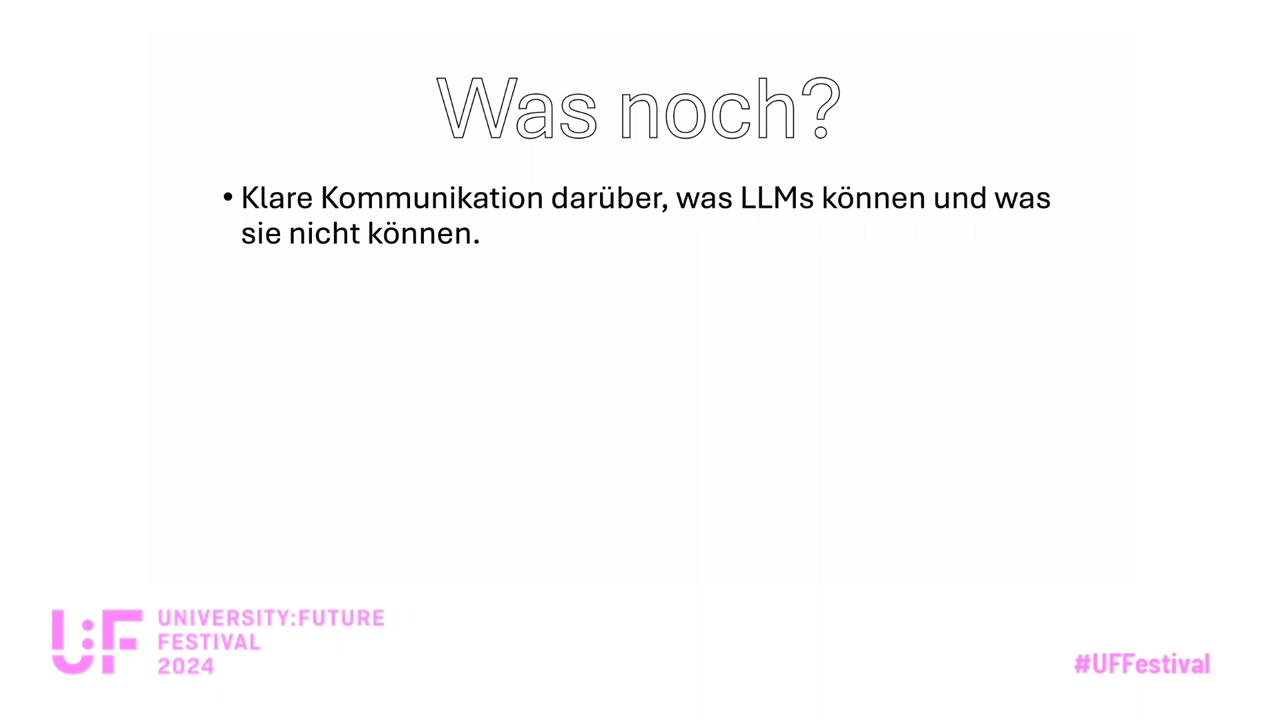 Was noch?
• Klare Kommunikation darüber, was LLMs können und was
sie nicht können.
U:F
UNIVERSITY:FUTURE
FESTIVAL
2024
#UFFestival